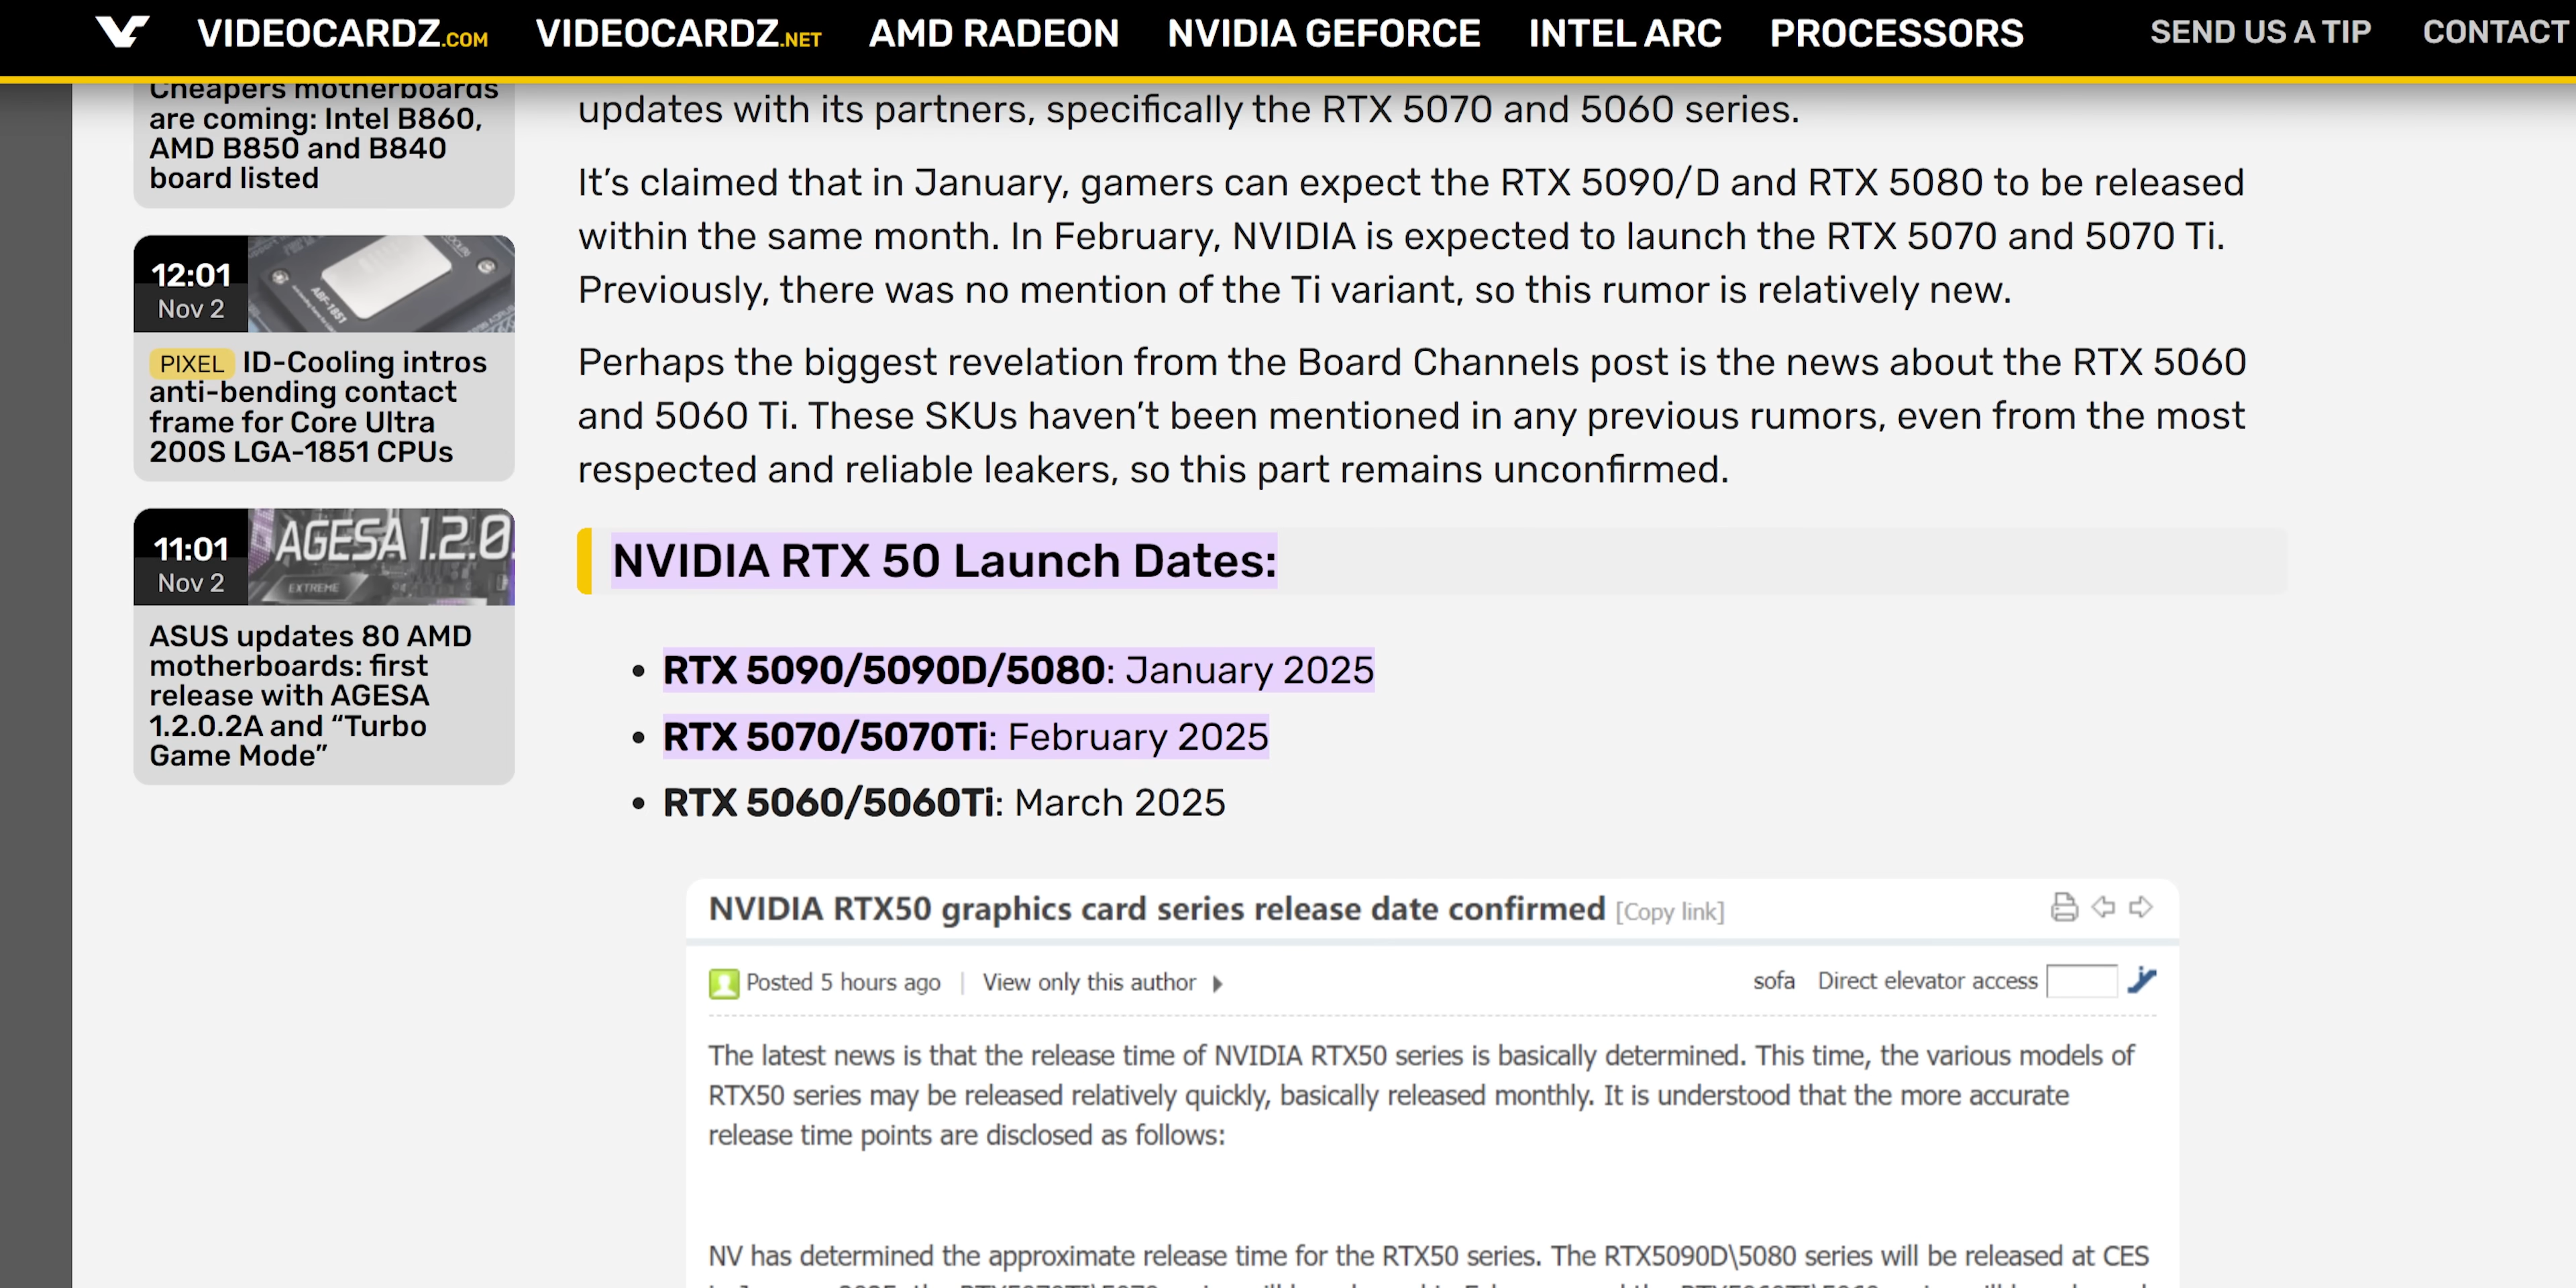 VIDEOCARDZ.COM VIDEOCARDZ.NET AMD RADEON NVIDIA GEFORCE INTEL ARC PROCESSORS SEND US A TIP CONTACT
Cheapers motherboards
are coming: Intel B860,
AMD B850 and B840
board listed
12:01
Nov 2
PIXEL ID-Cooling intros
anti-bending contact
frame for Core Ultra
200S LGA-1851 CPUs
11:01
Nov 2
AGESA 1.2.0.
EXTREME
ASUS updates 80 AMD
motherboards: first
release with AGESA
1.2.0.2A and “Turbo
Game Mode”
updates with its partners, specifically the RTX 5070 and 5060 series.
It’s claimed that in January, gamers can expect the RTX 5090/D and RTX 5080 to be released
within the same month. In February, NVIDIA is expected to launch the RTX 5070 and 5070 Ti.
Previously, there was no mention of the Ti variant, so this rumor is relatively new.
Perhaps the biggest revelation from the Board Channels post is the news about the RTX 5060
and 5060 Ti. These SKUs haven’t been mentioned in any previous rumors, even from the most
respected and reliable leakers, so this part remains unconfirmed.
NVIDIA RTX 50 Launch Dates:
• RTX 5090/5090D/5080: January 2025
• RTX 5070/5070Ti: February 2025
• RTX 5060/5060Ti: March 2025
NVIDIA RTX50 graphics card series release date confirmed [Copy link]
Posted 5 hours ago | View only this author sofa Direct elevator access
The latest news is that the release time of NVIDIA RTX50 series is basically determined. This time, the various models of
RTX50 series may be released relatively quickly, basically released monthly. It is understood that the more accurate
release time points are disclosed as follows:
NV has determined the approximate release time for the RTX50 series. The RTX5090D\5080 series will be released at CES